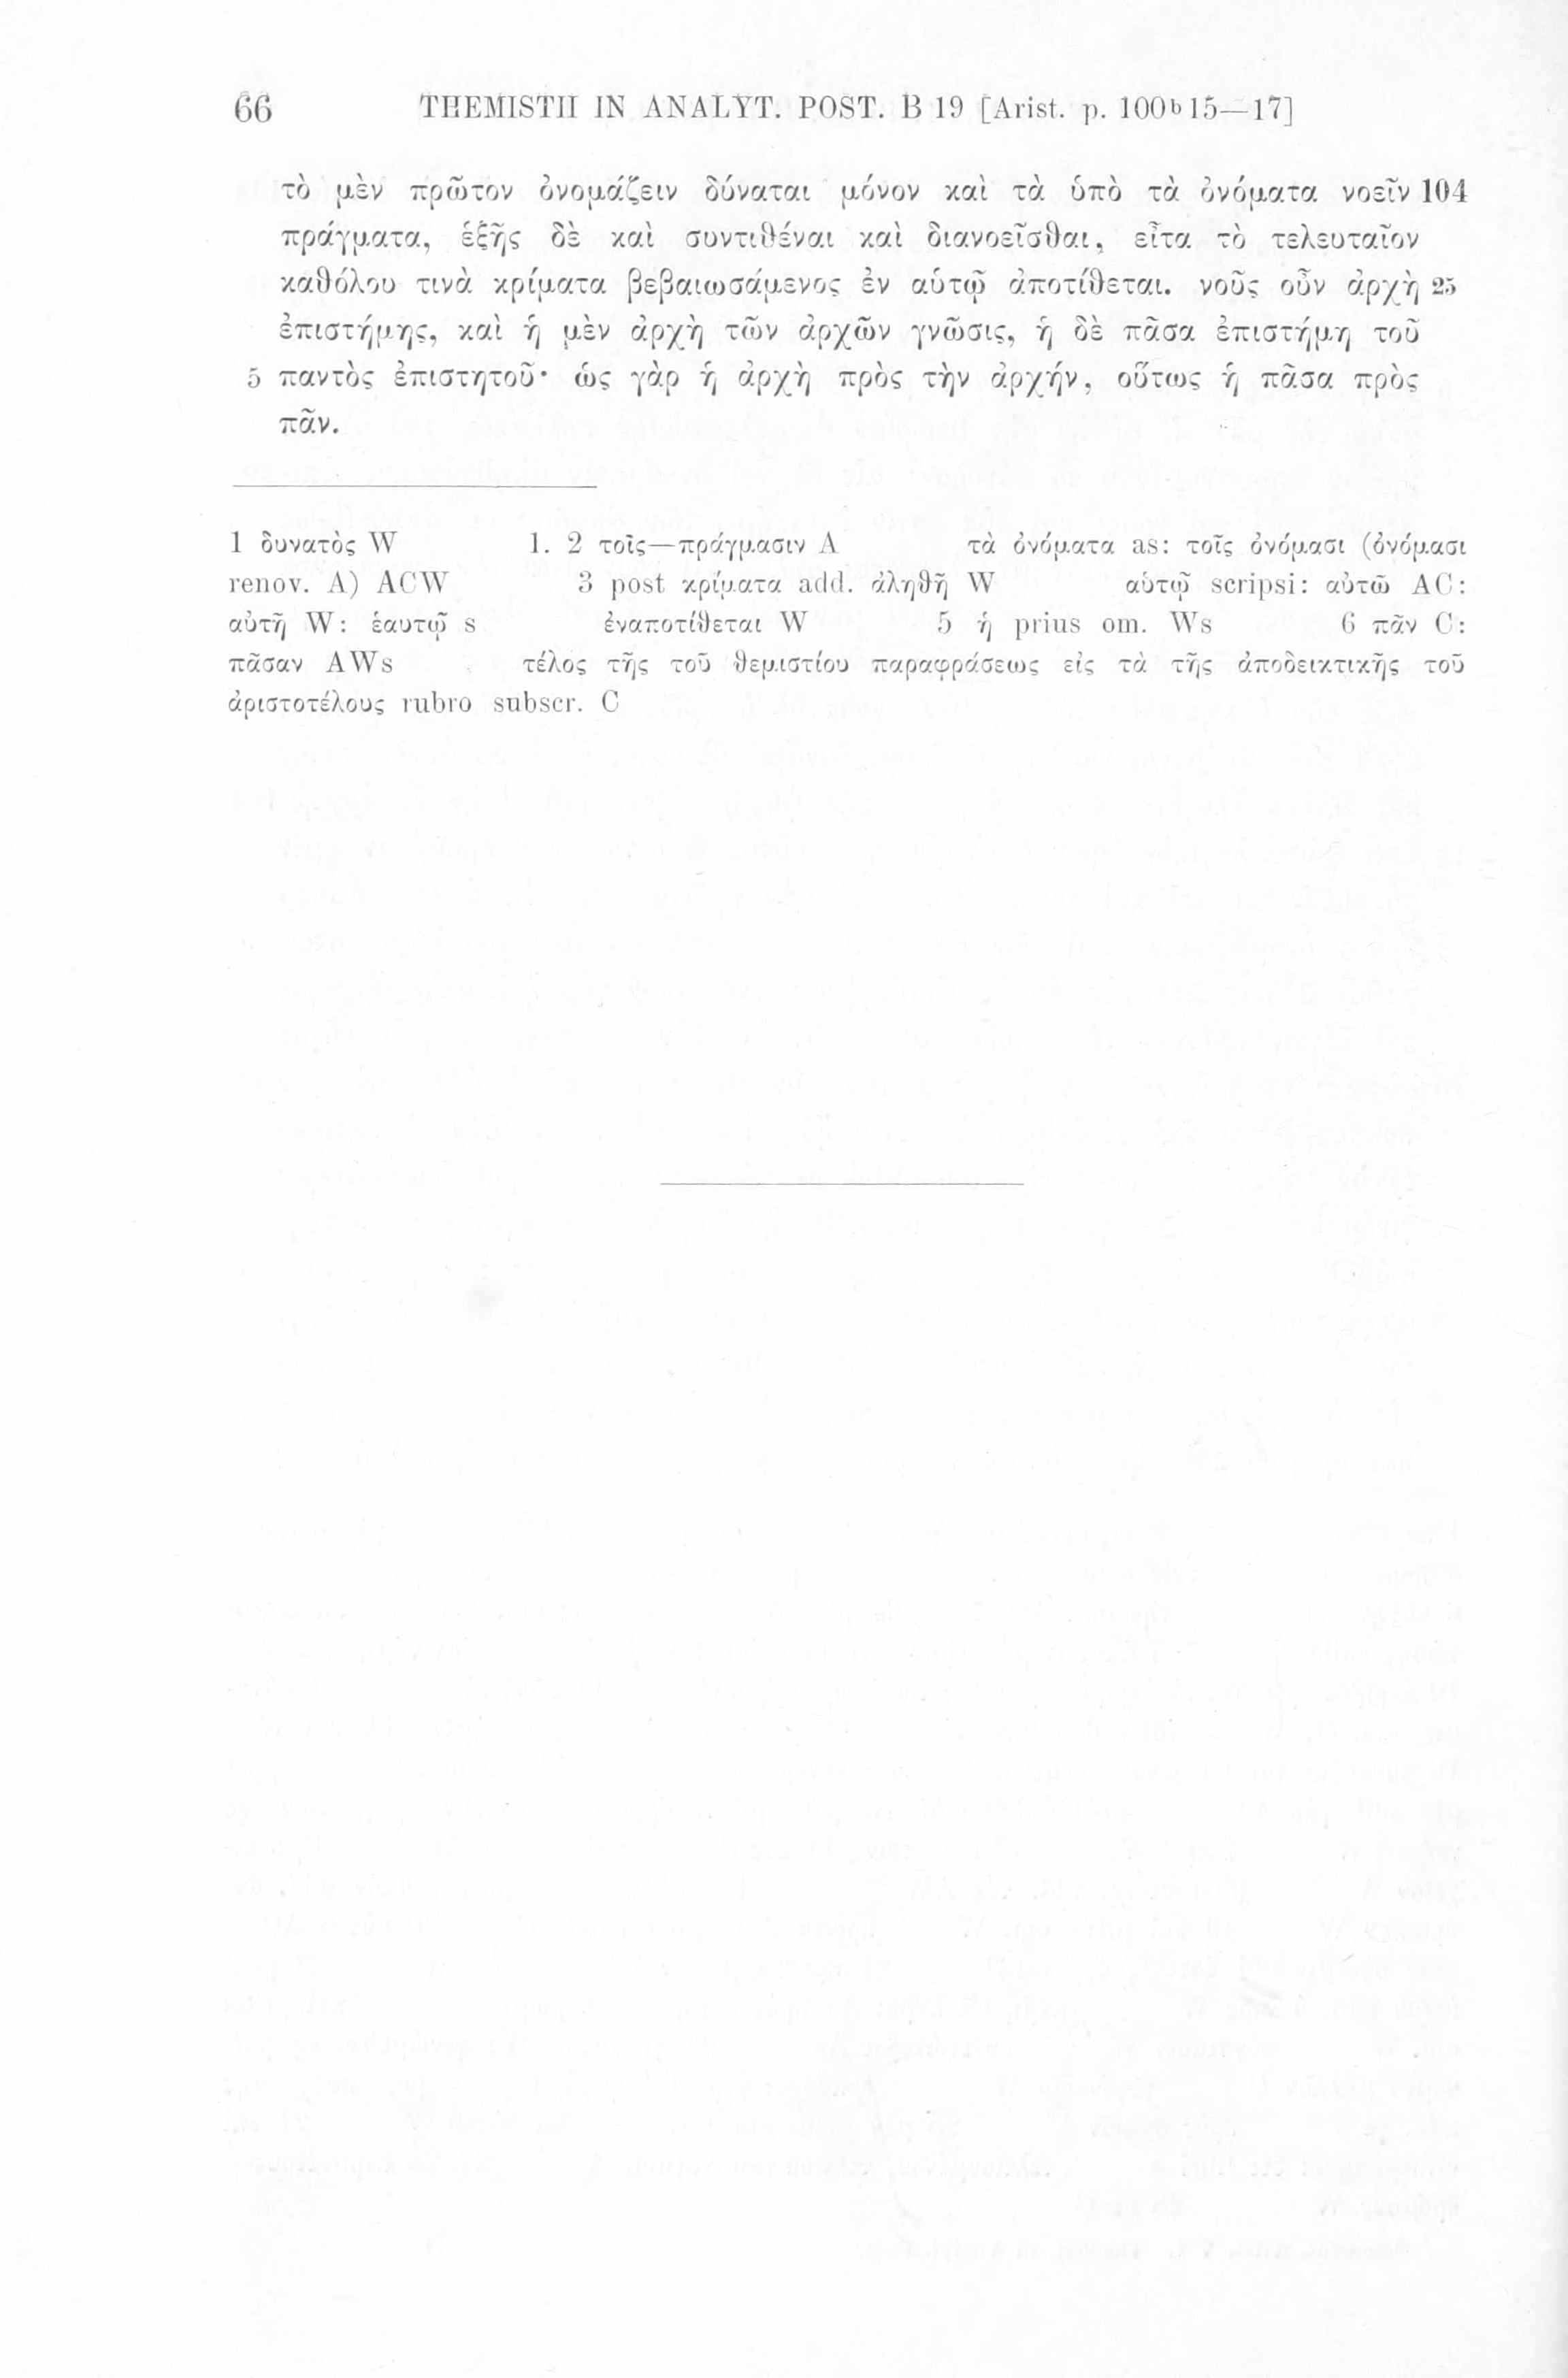 66 THEMISTII IN ANALYT. POST. B 19 [Arist. p. 100b 15—17]
τὸ μὲν πρῶτον ὀνομάζειν δύναται μόνον καὶ τὰ ὑπὸ τὰ ὀνόματα νοεῖν 104
πράγματα, ἑξῆς δὲ καὶ συντιθέναι καὶ διανοεῖσθαι, εἶτα τὸ τελευταῖον
καθόλου τινὰ κρίματα βεβαιωσάμενος ἐν αὑτῷ ἀποτίθεται. νοῦς οὖν ἀρχὴ 25
ἐπιστήμης, καὶ ἡ μὲν ἀρχὴ τῶν ἀρχῶν γνῶσις, ἡ δὲ πᾶσα ἐπιστήμη τοῦ
5 παντὸς ἐπιστητοῦ· ὡς γὰρ ἡ ἀρχὴ πρὸς τὴν ἀρχήν, οὕτως ἡ πᾶσα πρὸς
πᾶν.
1 δυνατὸς W 1. 2 τοῖς—πράγμασιν A τὰ ὀνόματα as: τοῖς ὀνόμασι (ὀνόμασι
renov. A) ACW 3 post κρίματα add. ἀληθῆ W αὑτῷ scripsi: αὐτῶ AC:
αὐτῆ W: ἑαυτῷ s ἐναποτίθεται W 5 ἡ prius om. Ws 6 πᾶν C:
πᾶσαν AWs τέλος τῆς τοῦ θεμιστίου παραφράσεως εἰς τὰ τῆς ἀποδεικτικῆς τοῦ
ἀριστοτέλους rubro subscr. C